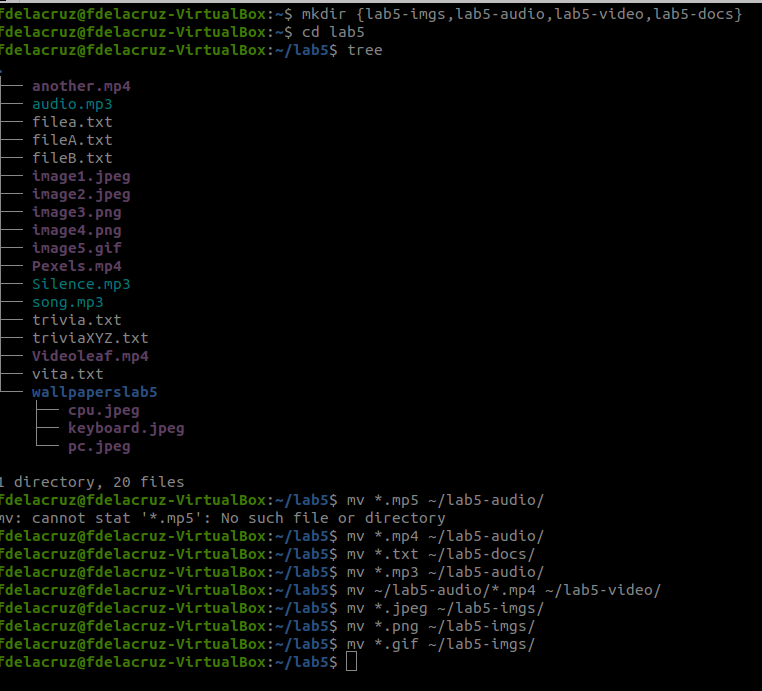 fdelacruz@fdelacruz-VirtualBox:~$ mkdir {lab5-imgs,lab5-audio,lab5-video,lab5-docs}
fdelacruz@fdelacruz-VirtualBox:~$ cd lab5
fdelacruz@fdelacruz-VirtualBox:~/lab5$ tree
.
├── another.mp4
├── audio.mp3
├── filea.txt
├── fileA.txt
├── fileB.txt
├── image1.jpeg
├── image2.jpeg
├── image3.png
├── image4.png
├── image5.gif
├── Pexels.mp4
├── Silence.mp3
├── song.mp3
├── trivia.txt
├── triviaXYZ.txt
├── Videoleaf.mp4
├── vita.txt
└── wallpaperslab5
    ├── cpu.jpeg
    ├── keyboard.jpeg
    └── pc.jpeg
1 directory, 20 files
fdelacruz@fdelacruz-VirtualBox:~/lab5$ mv *.mp5 ~/lab5-audio/
mv: cannot stat '*.mp5': No such file or directory
fdelacruz@fdelacruz-VirtualBox:~/lab5$ mv *.mp4 ~/lab5-audio/
fdelacruz@fdelacruz-VirtualBox:~/lab5$ mv *.txt ~/lab5-docs/
fdelacruz@fdelacruz-VirtualBox:~/lab5$ mv *.mp3 ~/lab5-audio/
fdelacruz@fdelacruz-VirtualBox:~/lab5$ mv ~/lab5-audio/*.mp4 ~/lab5-video/
fdelacruz@fdelacruz-VirtualBox:~/lab5$ mv *.jpeg ~/lab5-imgs/
fdelacruz@fdelacruz-VirtualBox:~/lab5$ mv *.png ~/lab5-imgs/
fdelacruz@fdelacruz-VirtualBox:~/lab5$ mv *.gif ~/lab5-imgs/
fdelacruz@fdelacruz-VirtualBox:~/lab5$